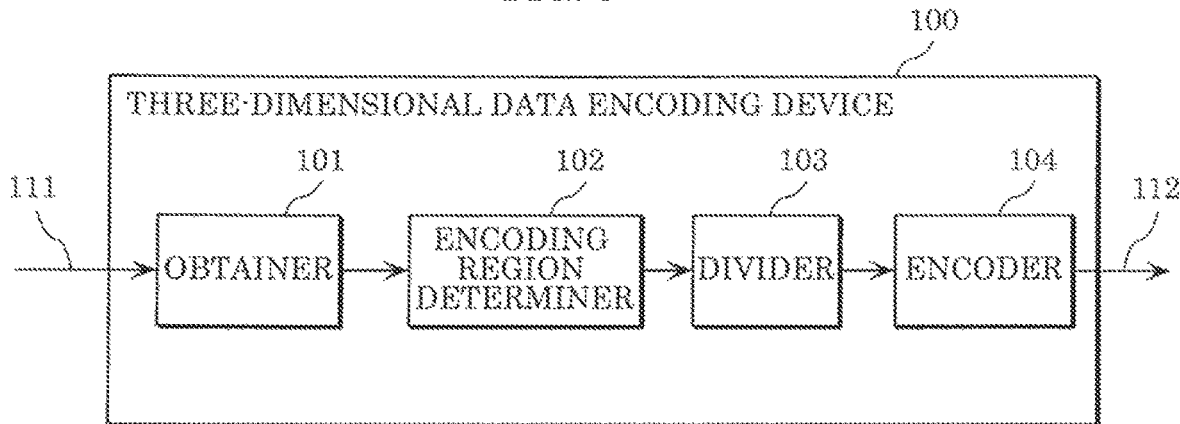 100
THREE-DIMENSIONAL DATA ENCODING DEVICE
101
102
103
104
111
112
OBTAINER
ENCODING
REGION
DETERMINER
DIVIDER
ENCODER